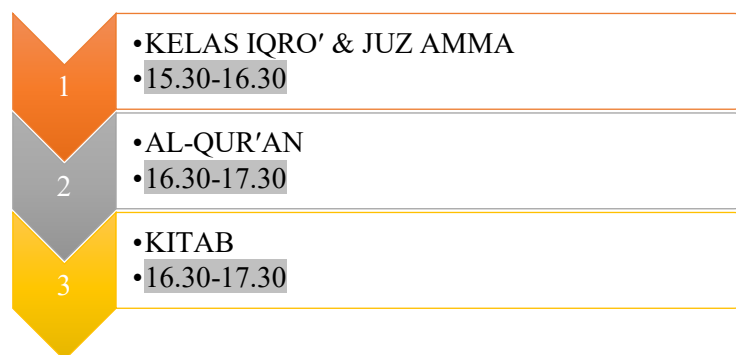 1
•KELAS IQRO′ & JUZ AMMA
•15.30-16.30
2
•AL-QUR′AN
•16.30-17.30
3
•KITAB
•16.30-17.30